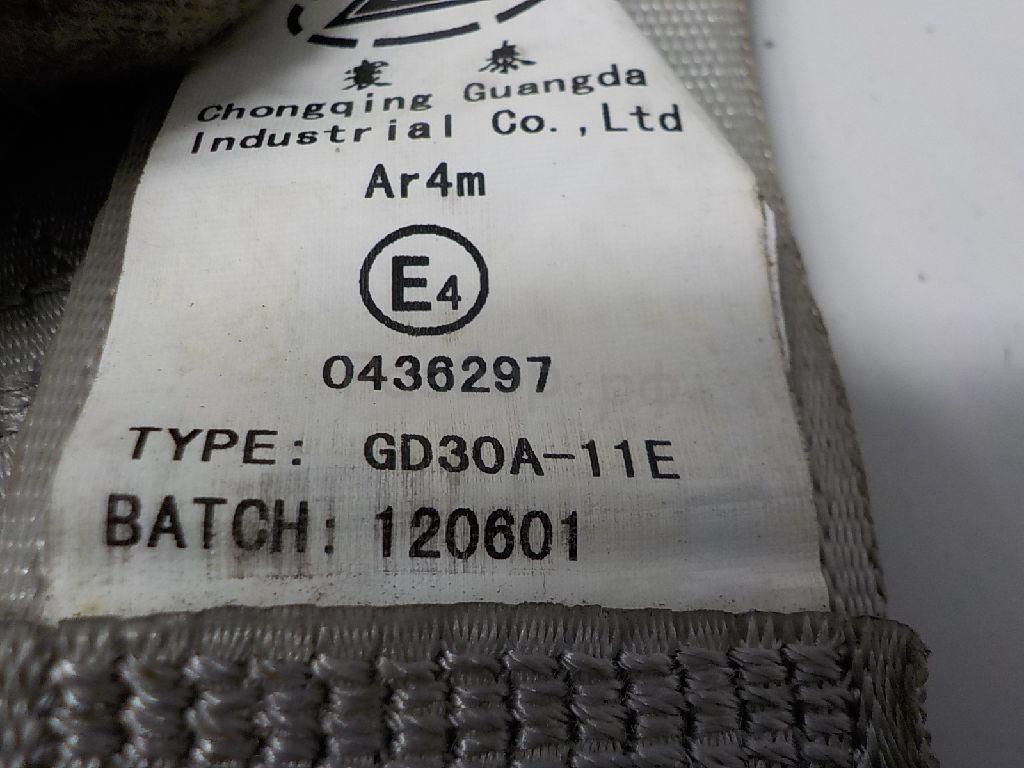 寰 泰
Chongqing Guangda
Industrial Co.,Ltd
Ar4m
E4
0436297
TYPE: GD30A-11E
BATCH: 120601